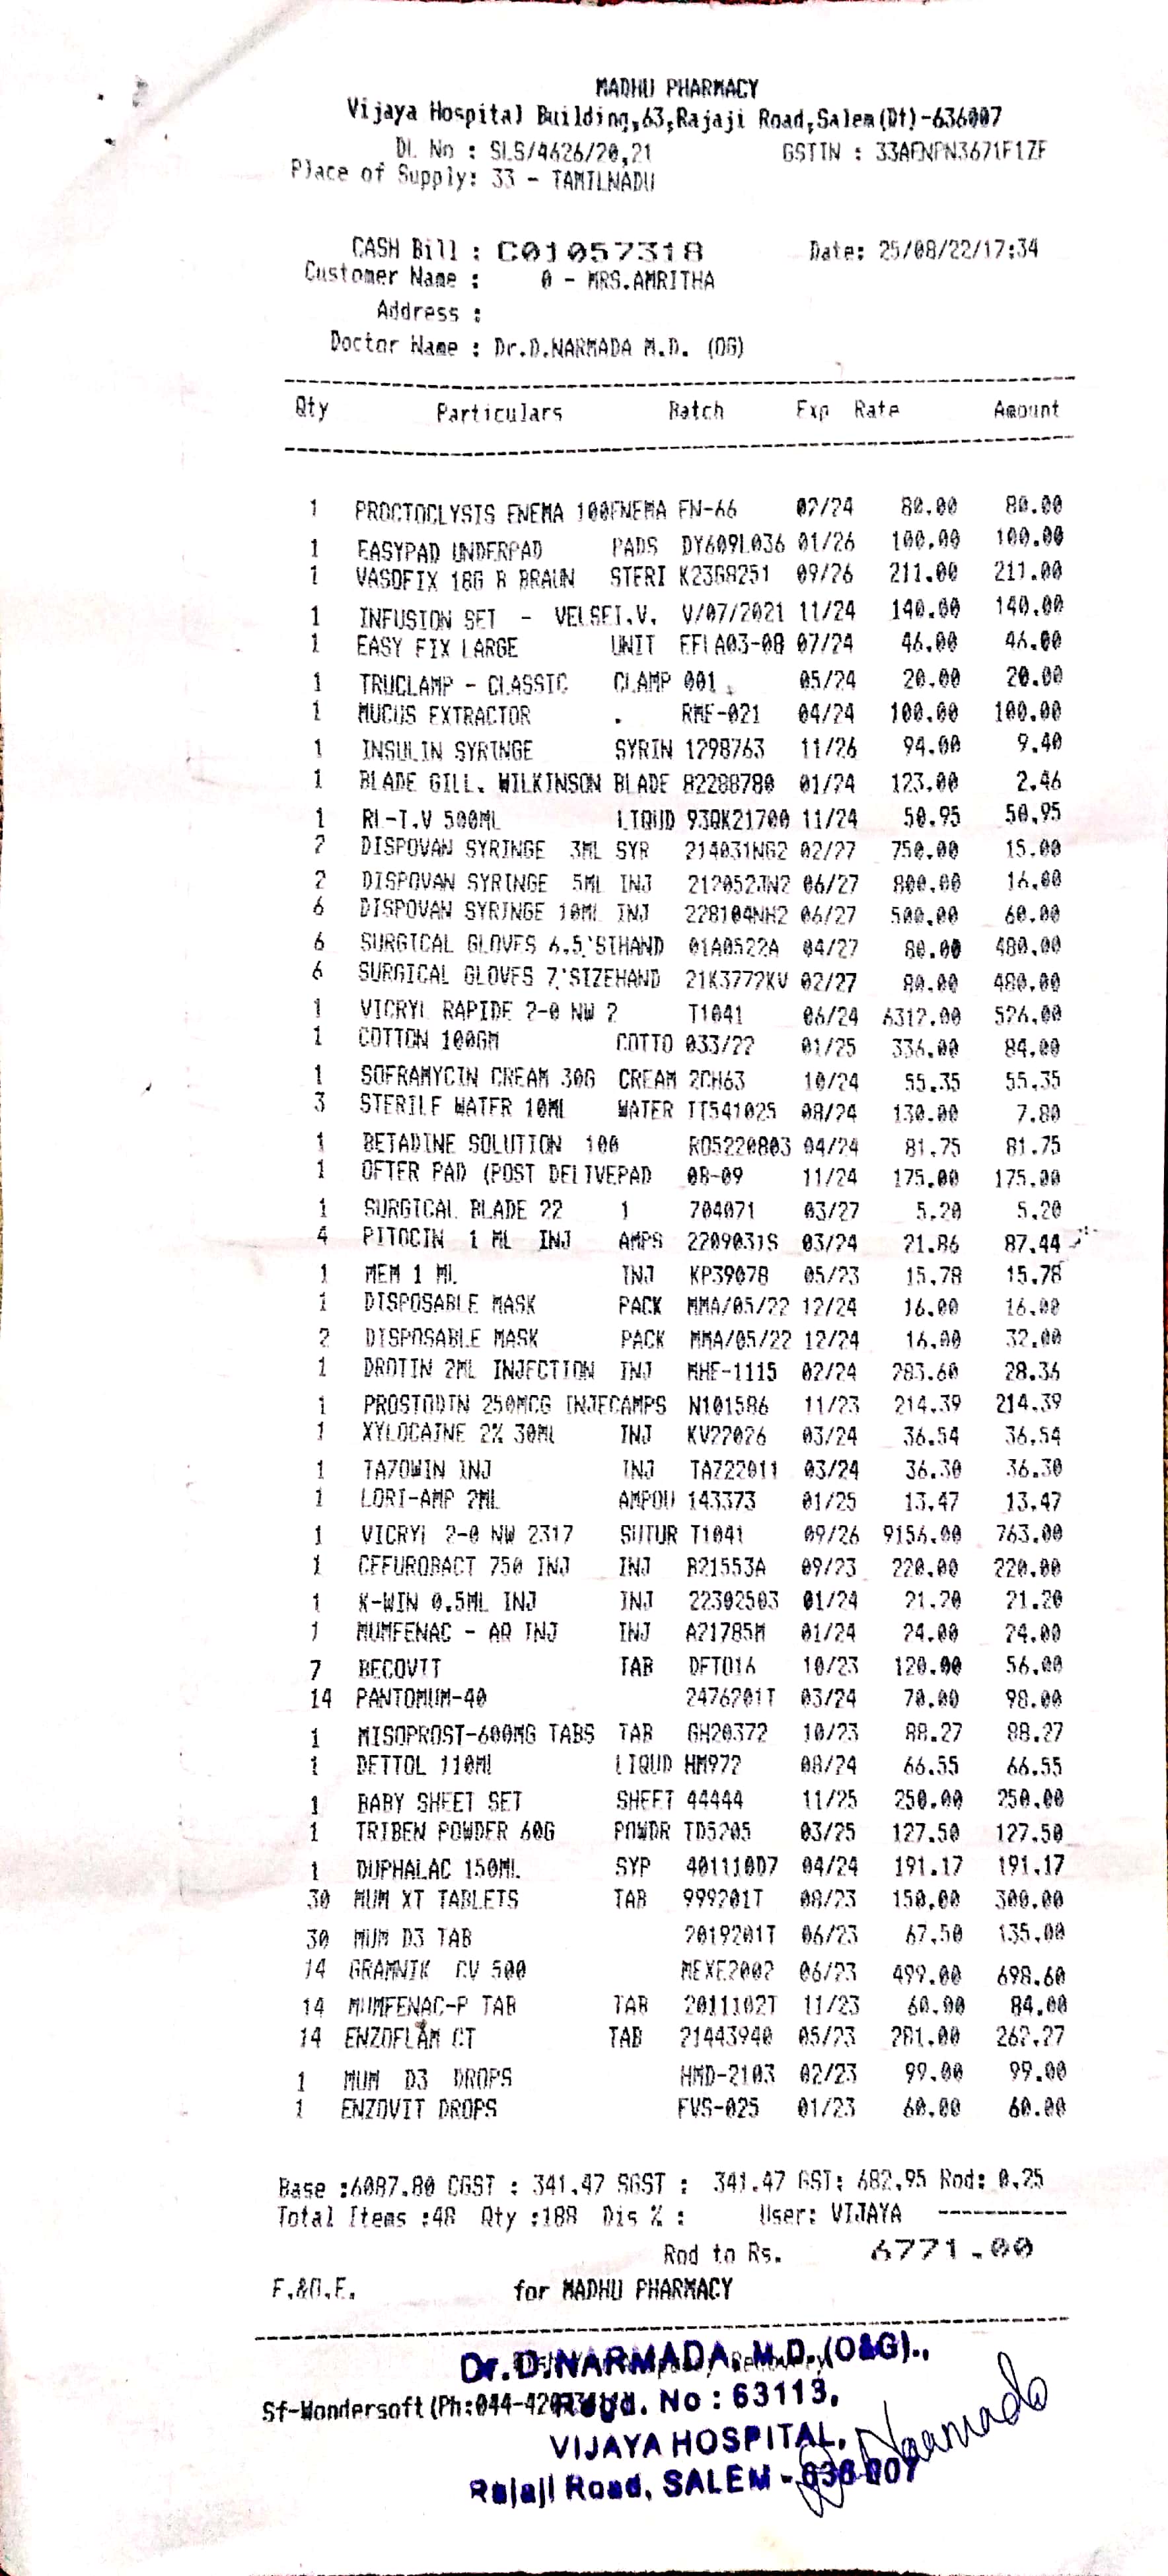 MADHU PHARMACY
Vijaya Hospital Building,63,Rajaji Road,Salem(Dt)-636007
DL No : SLS/4626/20,21 GSTIN :
Place of Supply: 33 - TAMILNADU
CASH Bill : C01057318 Date: 25/08/22/17:34
Customer Name : 0 - MRS.AMRITHA
Address :
Doctor Name : Dr.D.NARMADA M.D. (OG)
Qty Particulars Batch Exp Rate Amount
1 PROCTOCLYSIS ENEMA 100ENEMA EN-66 02/24 80.00 80.00
1 EASYPAD UNDERPAD PADS DY609L036 01/26 100.00 100.00
1 VASOFIX 18G B BRAUN STERI K23G8251 09/26 211.00 211.00
1 INFUSION SET - VELSEI.V. V/07/2021 11/24 140.00 140.00
1 EASY FIX LARGE UNIT EFLA03-08 07/24 46.00 46.00
1 TRUCLAMP - CLASSIC CLAMP 001 05/24 20.00 20.00
1 MUCUS EXTRACTOR . RME-021 04/24 100.00 100.00
1 INSULIN SYRINGE SYRIN 1298763 11/26 94.00 9.40
1 BLADE GILL. WILKINSON BLADE 82288780 01/24 123.00 2.46
1 RL-I.V 500ML LIQUD 93QK21700 11/24 50.95 50.95
2 DISPOVAN SYRINGE 3ML SYR 214031NG2 02/27 750.00 15.00
2 DISPOVAN SYRINGE 5ML INJ 212052JN2 06/27 800.00 16.00
6 DISPOVAN SYRINGE 10ML INJ 228104NH2 06/27 500.00 60.00
6 SURGICAL GLOVES 6.5'SIHAND 01A0522A 04/27 80.00 480.00
6 SURGICAL GLOVES 7'SIZEHAND 21K3772KV 02/27 80.00 480.00
1 VICRYL RAPIDE 2-0 NW 2 T1041 06/24 6312.00 526.00
1 COTTON 100GM COTTO 033/22 01/25 336.00 84.00
1 SOFRAMYCIN CREAM 30G CREAM 2CH63 10/24 55.35 55.35
3 STERILE WATER 10ML WATER IT541025 08/24 130.00 7.80
1 BETADINE SOLUTION 100 RO5220803 04/24 81.75 81.75
1 OFTER PAD (POST DELIVEPAD 08-09 11/24 175.00 175.00
1 SURGICAL BLADE 22 1 704071 03/27 5.20 5.20
4 PITOCIN 1 ML INJ AMPS 2209031S 03/24 21.86 87.44
1 MEM 1 ML INJ KP39078 05/23 15.78 15.78
1 DISPOSABLE MASK PACK MMA/05/22 12/24 16.00 16.00
2 DISPOSABLE MASK PACK MMA/05/22 12/24 16.00 32.00
1 DROTIN 2ML INJECTION INJ MHE-1115 02/24 283.60 28.36
1 PROSTODIN 250MCG INJECAMPS N101586 11/23 214.39 214.39
1 XYLOCAINE 2% 30ML INJ KV22026 03/24 36.54 36.54
1 TAZOWIN INJ INJ TAZ22011 03/24 36.30 36.30
1 LORI-AMP 2ML AMPOU 143373 01/25 13.47 13.47
1 VICRYL 2-0 NW 2317 SUTUR T1041 09/26 9156.00 763.00
1 CEFUROBACT 750 INJ INJ B21553A 09/23 220.00 220.00
1 K-WIN 0.5ML INJ INJ 22302503 01/24 21.20 21.20
1 MUMFENAC - AQ INJ INJ A21785M 01/24 24.00 24.00
7 BECOVIT TAB DFT016 10/23 120.00 56.00
14 PANTOMUM-40 2476201T 03/24 70.00 98.00
1 MISOPROST-600MG TABS TAB GH20372 10/23 88.27 88.27
1 DETTOL 110ML LIQUD HM972 08/24 66.55 66.55
1 BABY SHEET SET SHEET 44444 11/25 250.00 250.00
1 TRIBEN POWDER 60G POWDR TD5205 03/25 127.50 127.50
1 DUPHALAC 150ML SYP 401110D7 04/24 191.17 191.17
30 MUM XT TABLETS TAB 999201T 08/23 150.00 300.00
30 MUM D3 TAB 2019201T 06/23 67.50 135.00
14 GRAMNIK CV 500 MEXE2002 06/23 499.00 698.60
14 MUMFENAC-P TAB TAB 2011102T 11/23 60.00 84.00
14 ENZOFLAM CT TAB 21443940 05/23 281.00 262.27
1 MUM D3 DROPS HMD-2103 02/23 99.00 99.00
1 ENZOVIT DROPS FVS-025 01/23 60.00 60.00
Base :6087.80 CGST : 341.47 SGST : 341.47 GST: 682.95 Rod: 0.25
Total Items :48 Qty :188 Dis % : User: VIJAYA
Rod to Rs. 6771.00
E.&O.E. for MADHU PHARMACY
Dr.D.NARMADA, M.D.(O&G).,
Sf-Wondersoft(Ph:044-
Regd. No : 63113,
VIJAYA HOSPITAL,
Rajaji Road, SALEM - 636 007
Narmada